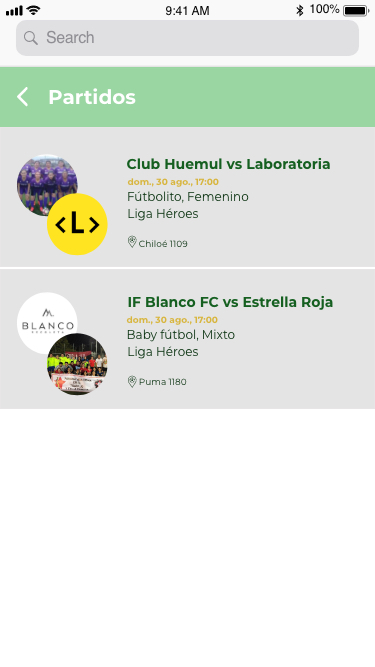 9:41 AM
100%
Search
Partidos
Club Huemul vs Laboratoria
dom., 30 ago., 17:00
Fútbolito, Femenino
Liga Héroes
Chiloé 1109
<L>
IF Blanco FC vs Estrella Roja
dom., 30 ago., 17:00
Baby fútbol, Mixto
Liga Héroes
Puma 1180
BLANCO